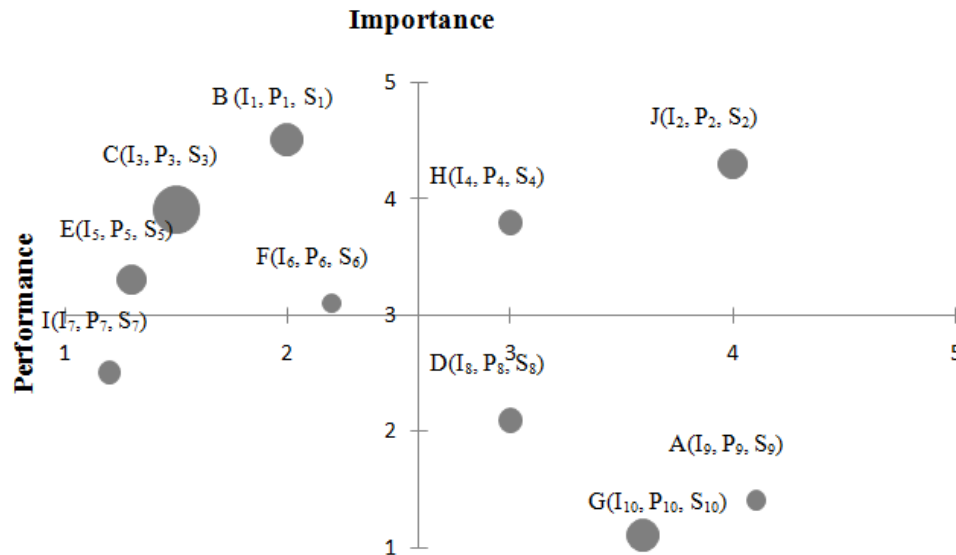 Importance
5
B (I₁, P₁, S₁)
J(I₂, P₂, S₂)
C(I₃, P₃, S₃)
H(I₄, P₄, S₄)
4
E(I₅, P₅, S₅)
F(I₆, P₆, S₆)
Performance
3
I(I₇, P₇, S₇)
1 2 3 4 5
D(I₈, P₈, S₈)
2
A(I₉, P₉, S₉)
G(I₁₀, P₁₀, S₁₀)
1